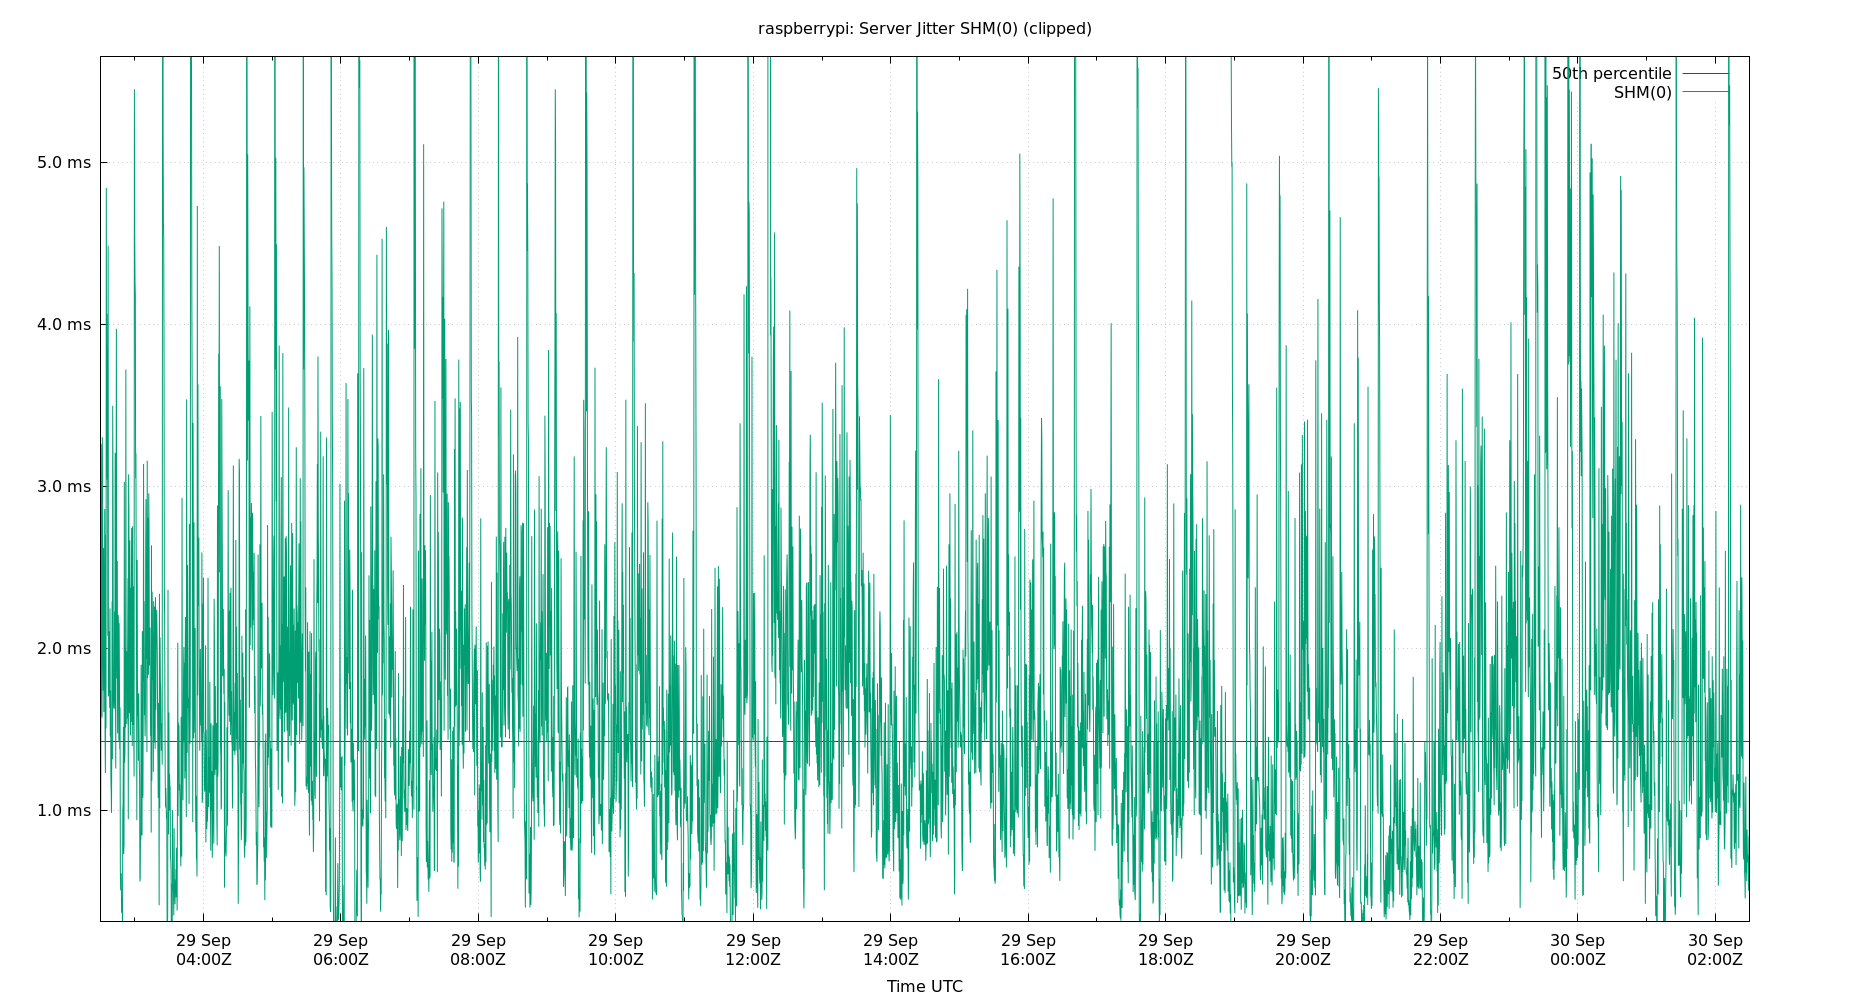 raspberrypi: Server Jitter SHM(0) (clipped)
50th percentile
SHM(0)
5.0 ms
4.0 ms
3.0 ms
2.0 ms
1.0 ms
29 Sep 29 Sep 29 Sep 29 Sep 29 Sep 29 Sep 29 Sep 29 Sep 29 Sep 29 Sep 30 Sep 30 Sep
04:00Z 06:00Z 08:00Z 10:00Z 12:00Z 14:00Z 16:00Z 18:00Z 20:00Z 22:00Z 00:00Z 02:00Z
Time UTC